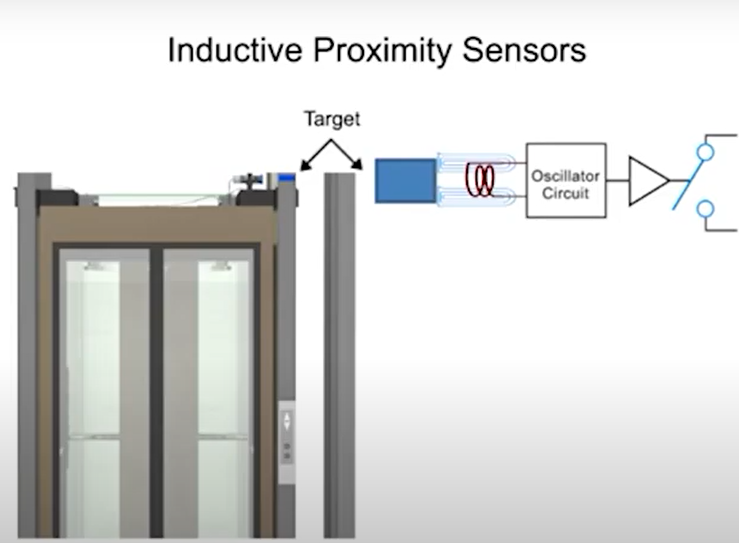 Inductive Proximity Sensors
Target
Oscillator
Circuit